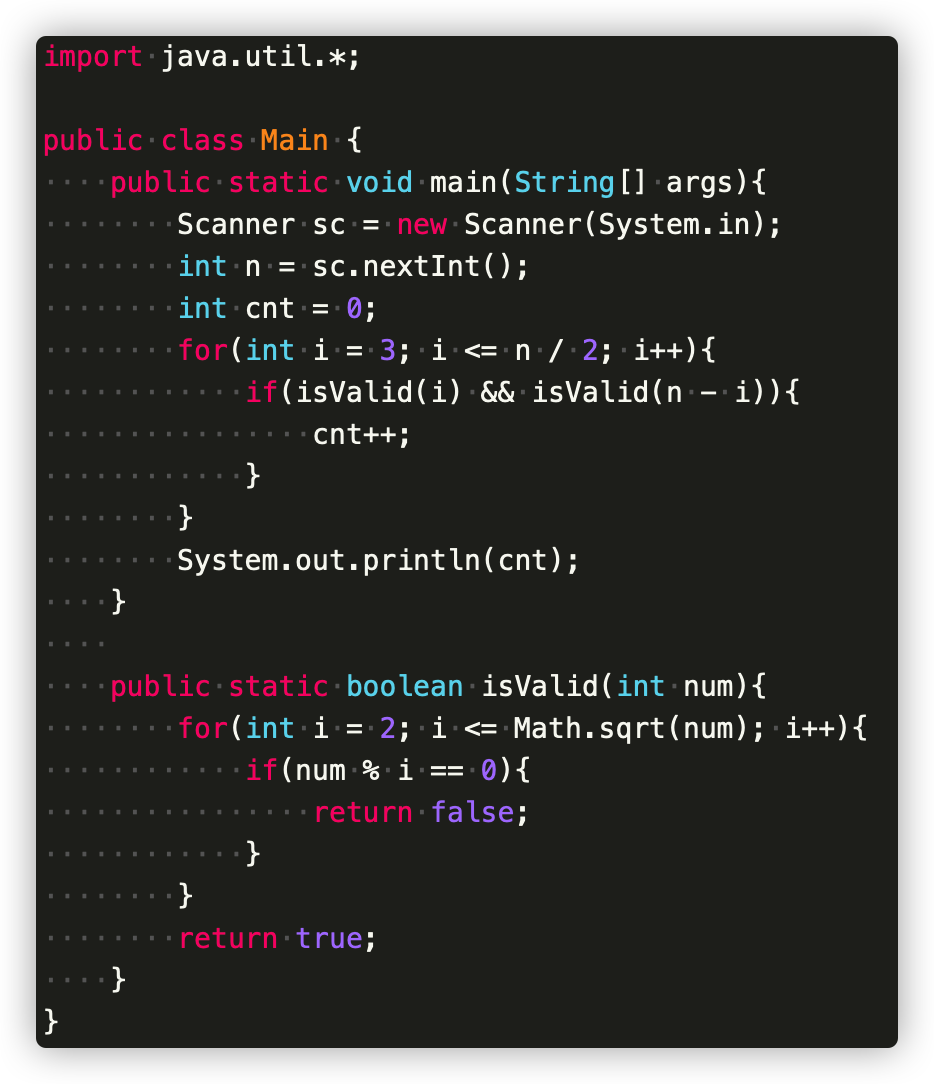 import java.util.*;

public class Main {
    public static void main(String[] args){
        Scanner sc = new Scanner(System.in);
        int n = sc.nextInt();
        int cnt = 0;
        for(int i = 3; i <= n / 2; i++){
            if(isValid(i) && isValid(n - i)){
                cnt++;
            }
        }
        System.out.println(cnt);
    }
    
    public static boolean isValid(int num){
        for(int i = 2; i <= Math.sqrt(num); i++){
            if(num % i == 0){
                return false;
            }
        }
        return true;
    }
}